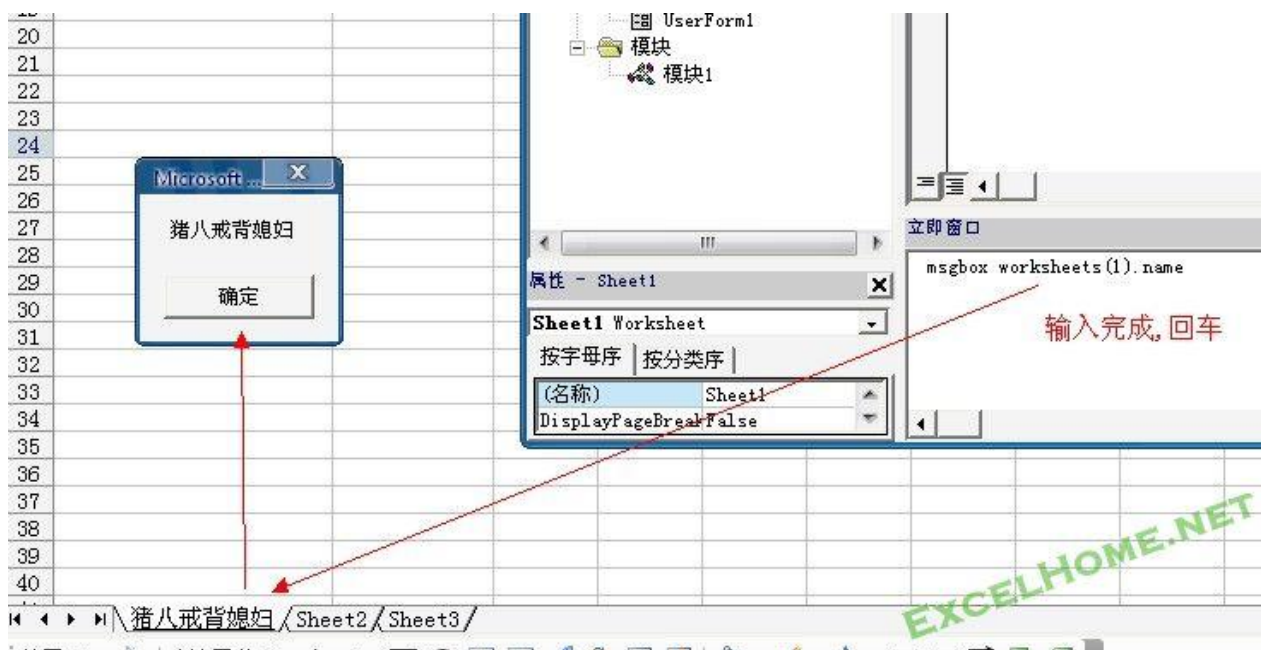 20
21
22
23
24
25
26
27
28
29
30
31
32
33
34
35
36
37
38
39
40
Microsoft ...
猪八戒背媳妇
确定
UserForm1
模块
模块1
属性 - Sheet1
Sheet1 Worksheet
按字母序
按分类序
(名称) Sheet1
DisplayPageBreak False
立即窗口
msgbox worksheets(1).name
输入完成,回车
EXCELHOME.NET
猪八戒背媳妇 Sheet2 Sheet3